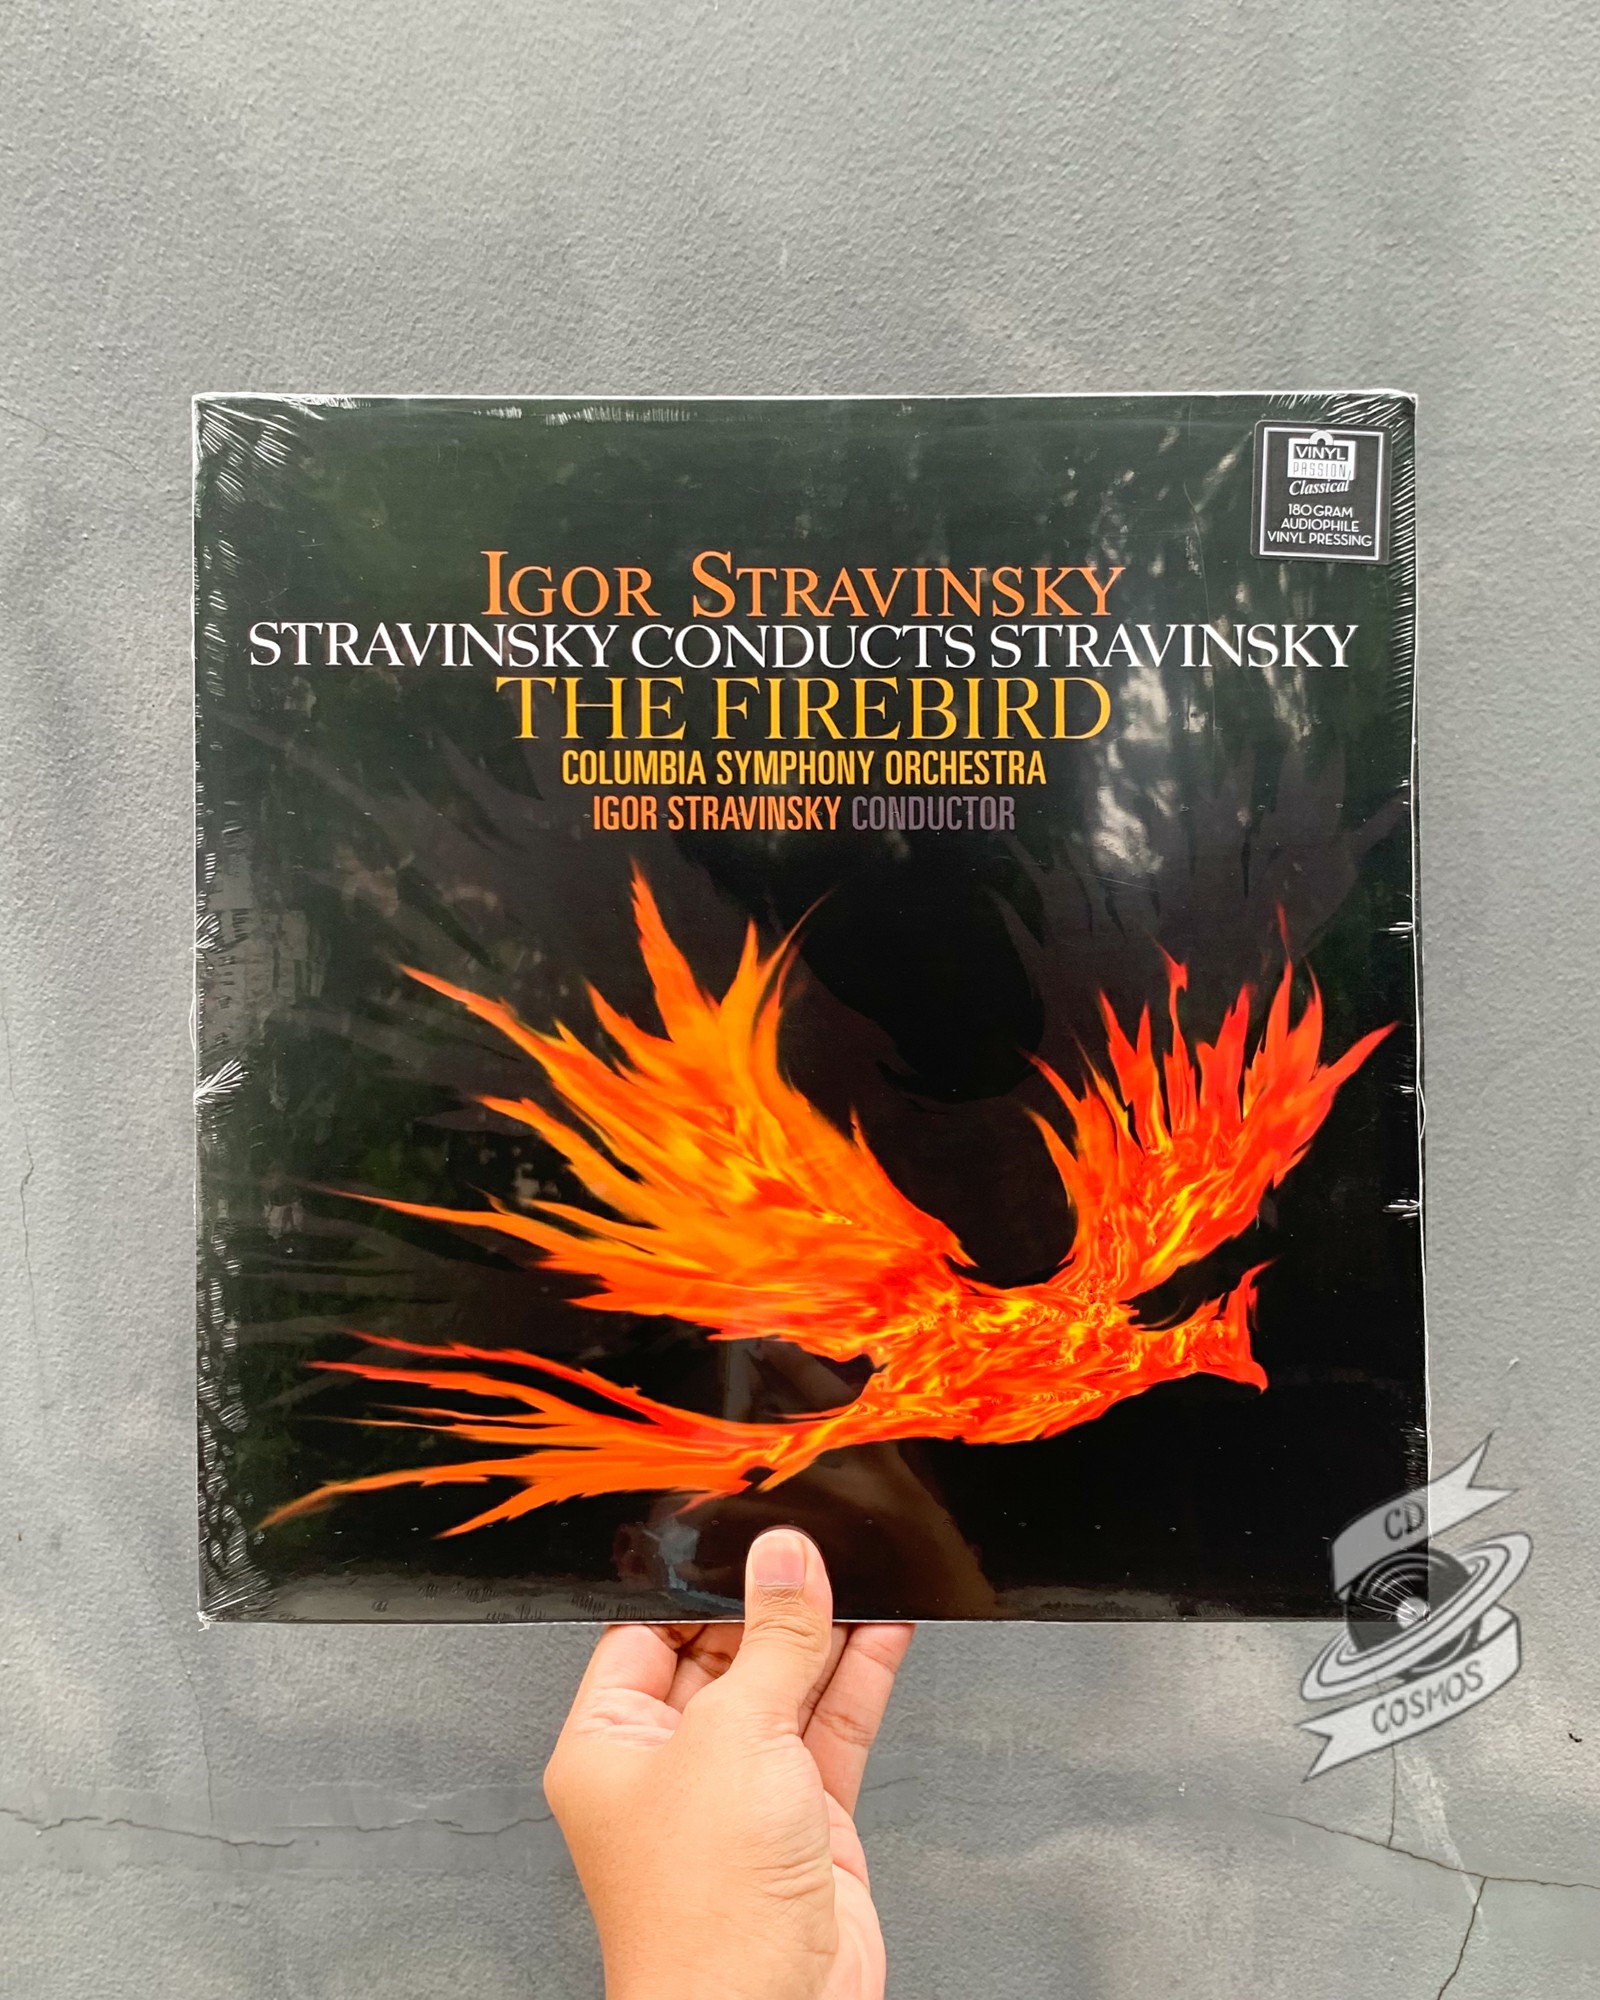 VINYL
PASSION
Classical
180 GRAM
AUDIOPHILE
VINYL PRESSING
IGOR STRAVINSKY
STRAVINSKY CONDUCTS STRAVINSKY
THE FIREBIRD
COLUMBIA SYMPHONY ORCHESTRA
IGOR STRAVINSKY CONDUCTOR
CD
COSMOS